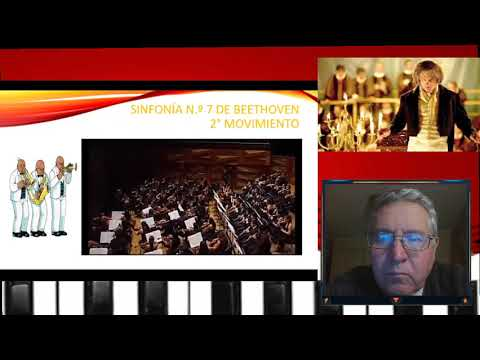 SINFONÍA N.º 7 DE BEETHOVEN
2° MOVIMIENTO